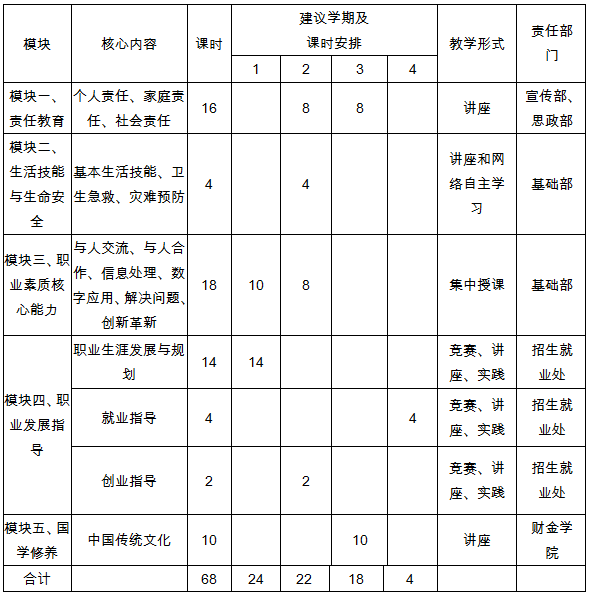 模块 核心内容 课时 建议学期及课时安排 教学形式 责任部门
1 2 3 4
模块一、责任教育 个人责任、家庭责任、社会责任 16 8 8 讲座 宣传部、思政部
模块二、生活技能与生命安全 基本生活技能、卫生急救、灾难预防 4 4 讲座和网络自主学习 基础部
模块三、职业素质核心能力 与人交流、与人合作、信息处理、数字应用、解决问题、创新革新 18 10 8 集中授课 基础部
模块四、职业发展指导 职业生涯发展与规划 14 14 竞赛、讲座、实践 招生就业处
就业指导 4 4 竞赛、讲座、实践 招生就业处
创业指导 2 2 竞赛、讲座、实践 招生就业处
模块五、国学修养 中国传统文化 10 10 讲座 财金学院
合计 68 24 22 18 4